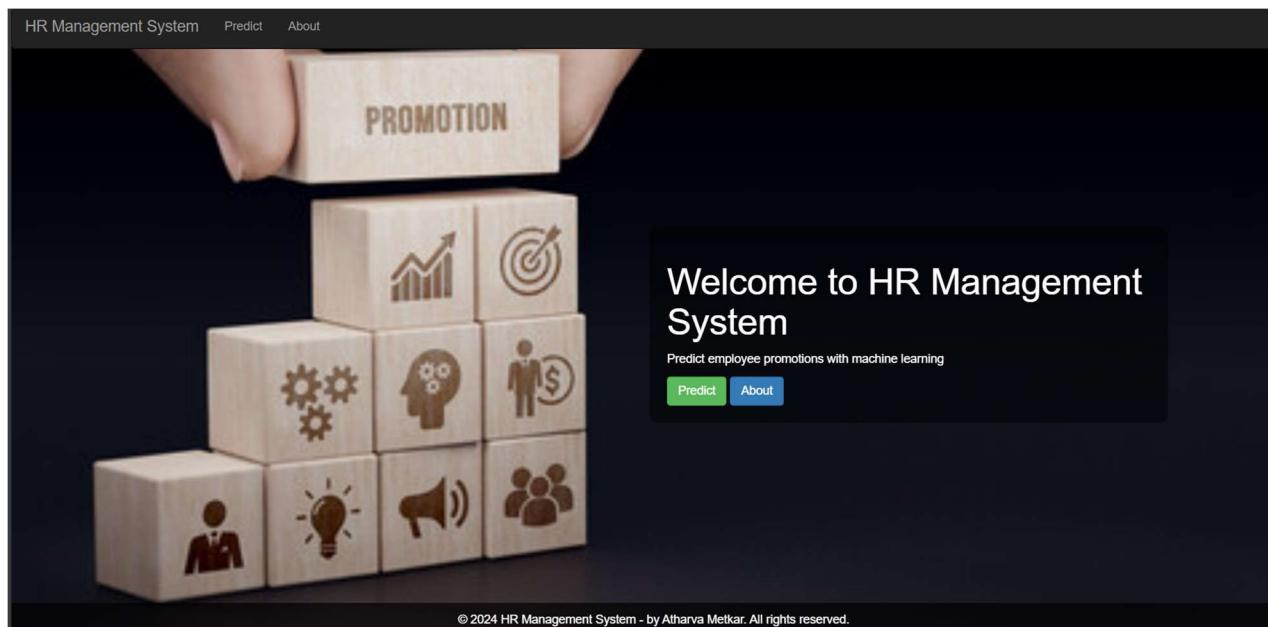 HR Management System Predict About
PROMOTION
Welcome to HR Management
System
Predict employee promotions with machine learning
Predict About
© 2024 HR Management System - by Atharva Metkar. All rights reserved.